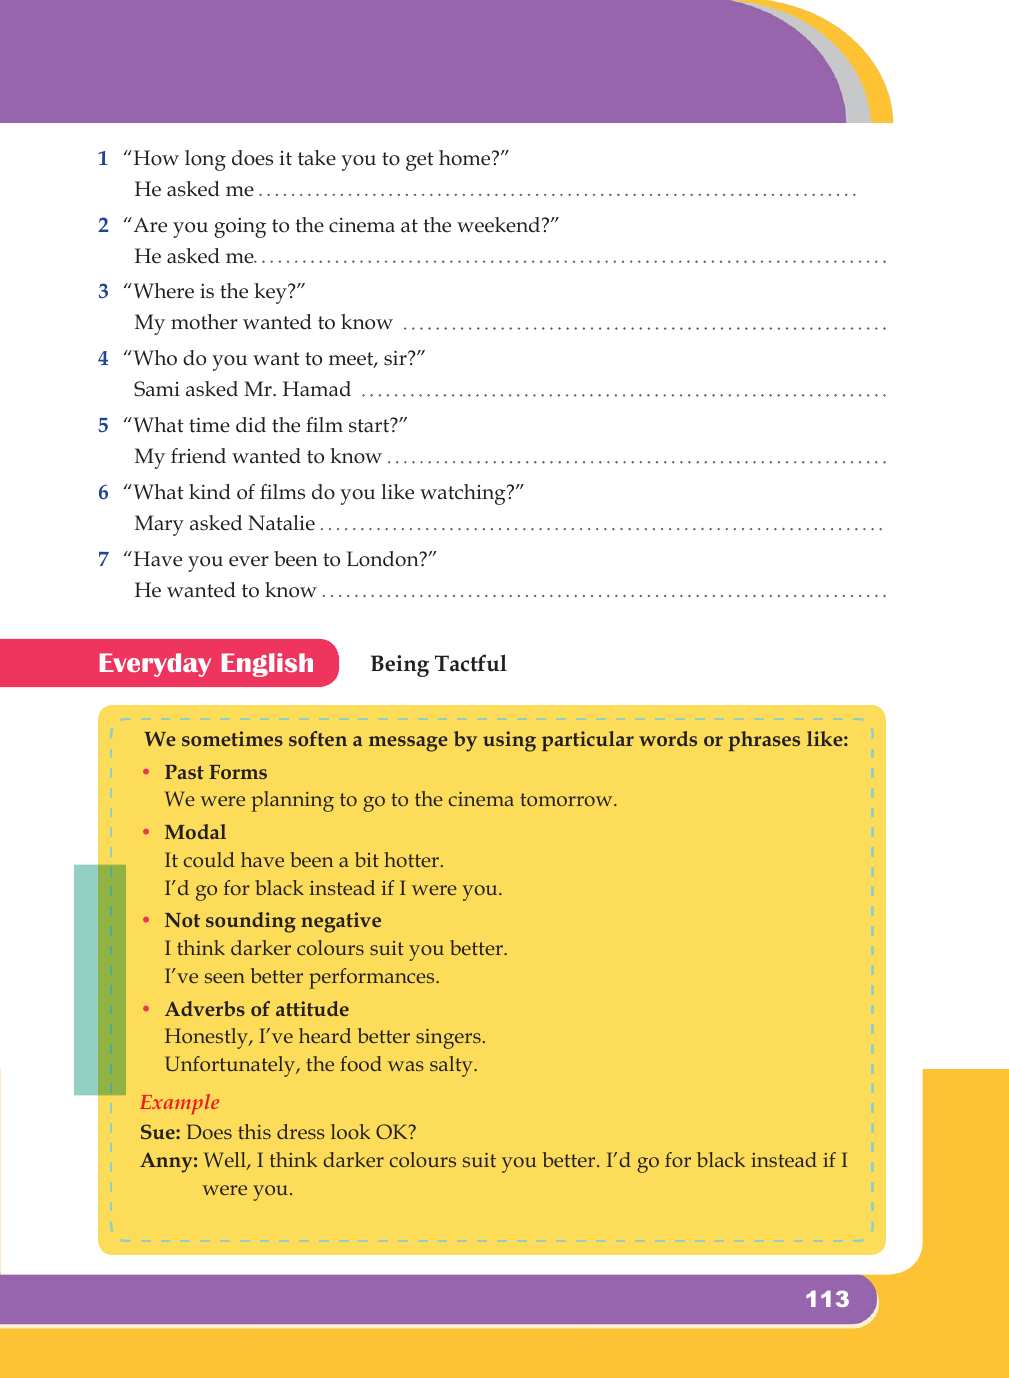 1 “How long does it take you to get home?”
He asked me ..........................................................................
2 “Are you going to the cinema at the weekend?”
He asked me..............................................................................
3 “Where is the key?”
My mother wanted to know ............................................................
4 “Who do you want to meet, sir?”
Sami asked Mr. Hamad .................................................................
5 “What time did the film start?”
My friend wanted to know ..............................................................
6 “What kind of films do you like watching?”
Mary asked Natalie ......................................................................
7 “Have you ever been to London?”
He wanted to know ......................................................................
Everyday English Being Tactful
We sometimes soften a message by using particular words or phrases like:
• Past Forms
We were planning to go to the cinema tomorrow.
• Modal
It could have been a bit hotter.
I’d go for black instead if I were you.
• Not sounding negative
I think darker colours suit you better.
I’ve seen better performances.
• Adverbs of attitude
Honestly, I’ve heard better singers.
Unfortunately, the food was salty.
Example
Sue: Does this dress look OK?
Anny: Well, I think darker colours suit you better. I’d go for black instead if I
were you.
113